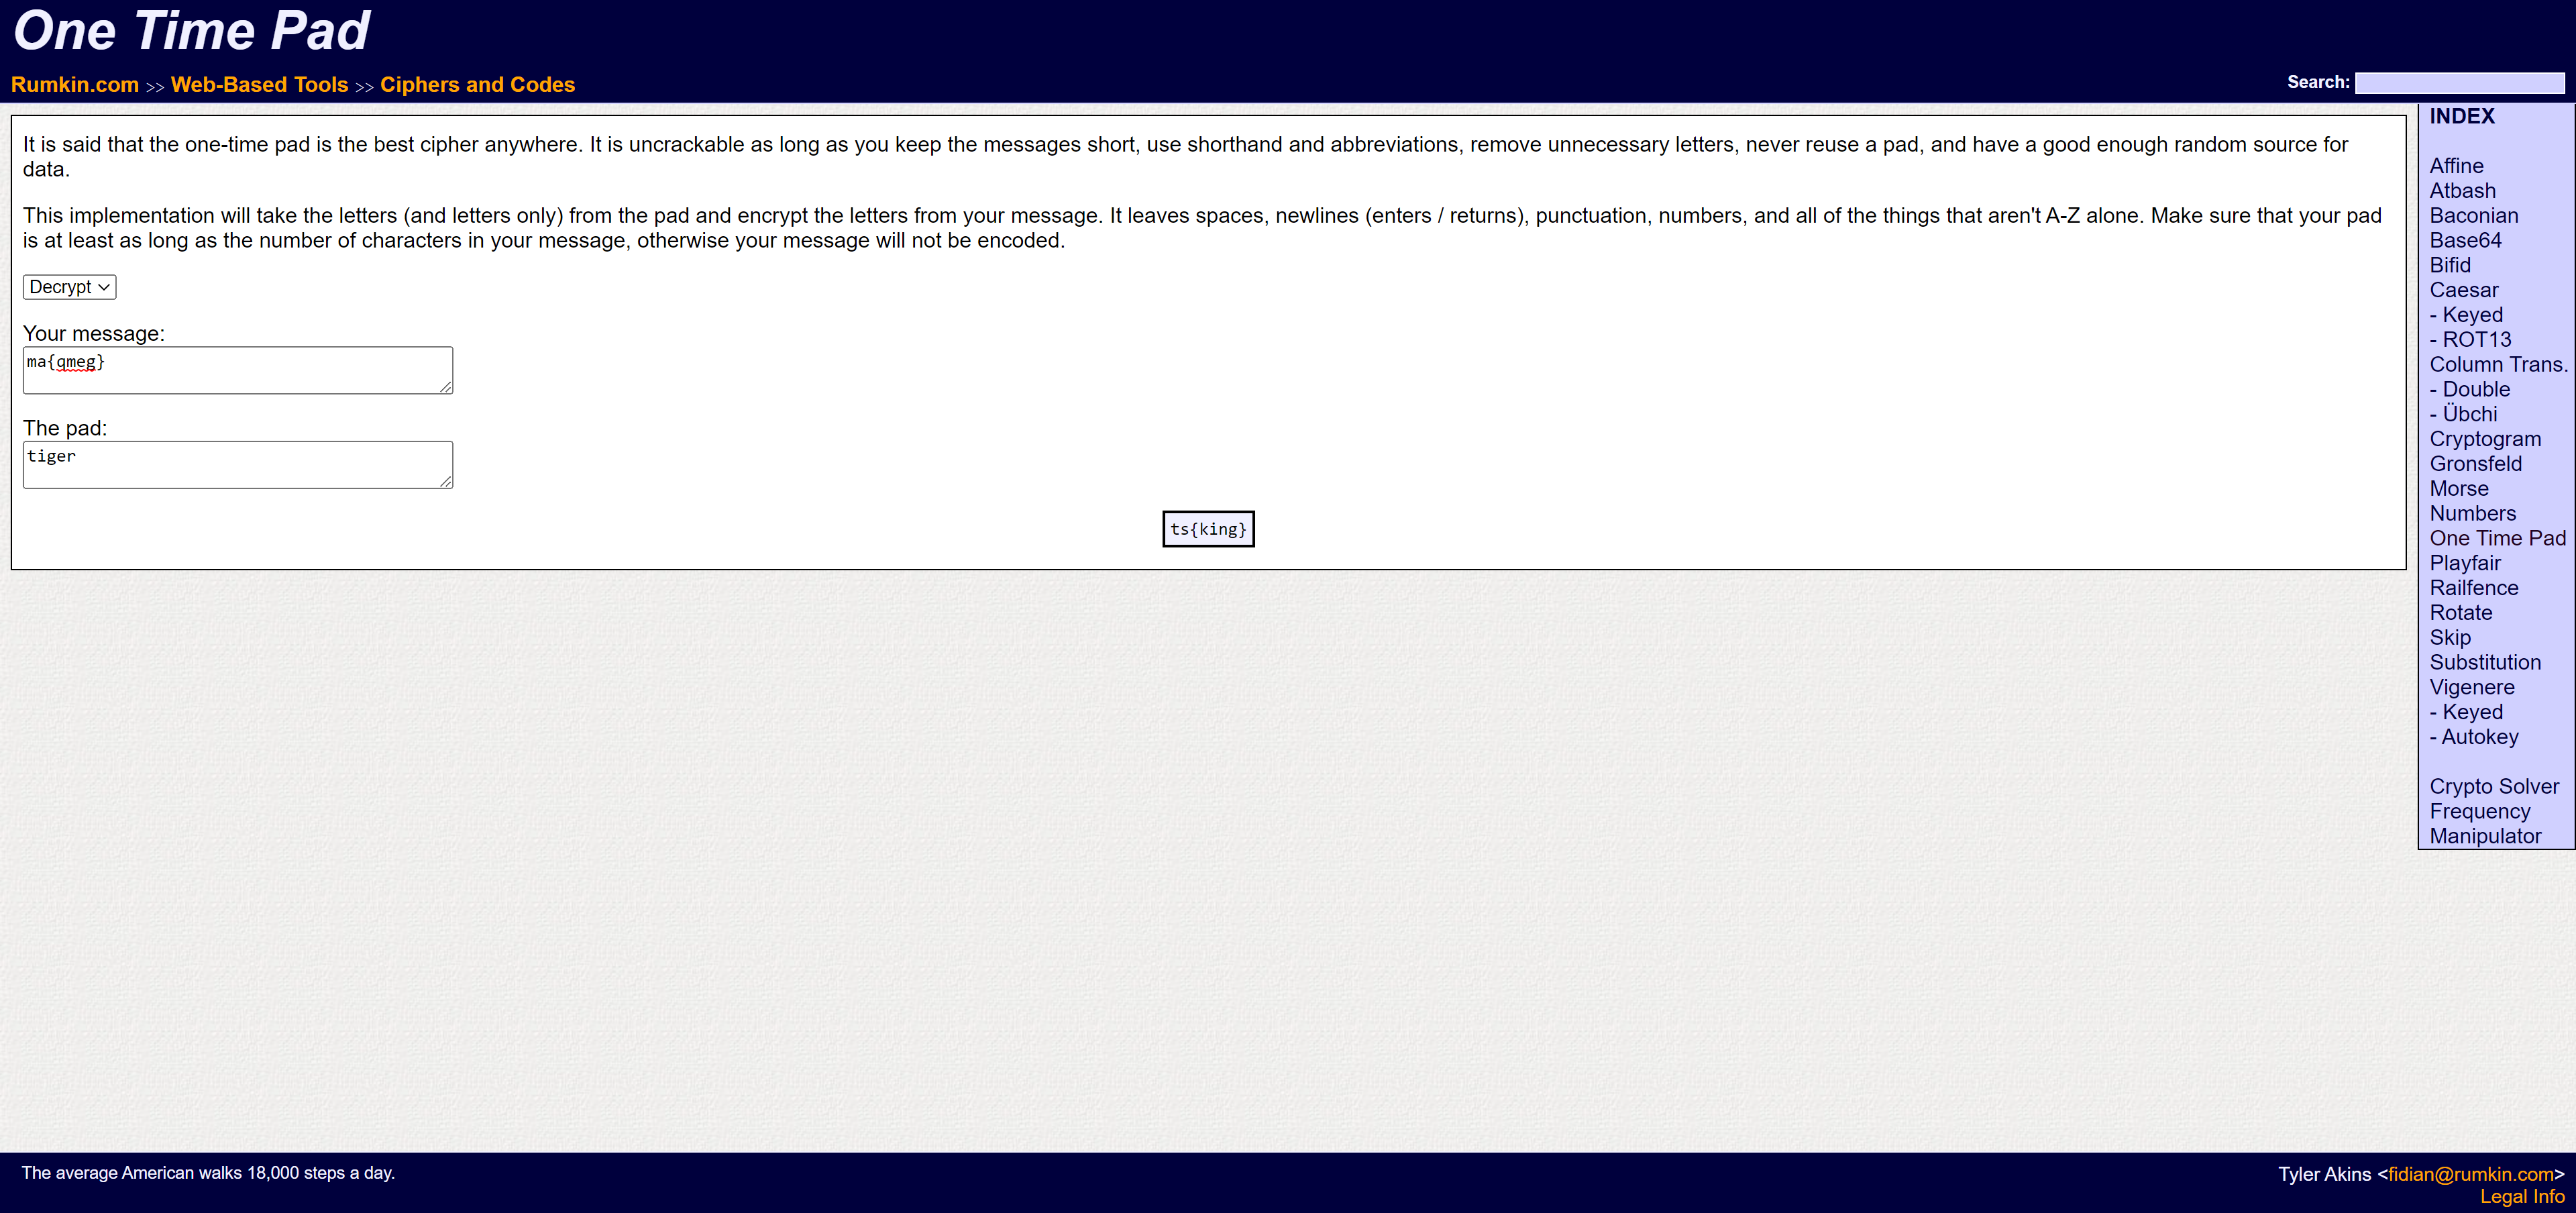 One Time Pad
Rumkin.com >> Web-Based Tools >> Ciphers and Codes
Search:
It is said that the one-time pad is the best cipher anywhere. It is uncrackable as long as you keep the messages short, use shorthand and abbreviations, remove unnecessary letters, never reuse a pad, and have a good enough random source for
data.
This implementation will take the letters (and letters only) from the pad and encrypt the letters from your message. It leaves spaces, newlines (enters / returns), punctuation, numbers, and all of the things that aren't A-Z alone. Make sure that your pad
is at least as long as the number of characters in your message, otherwise your message will not be encoded.
Decrypt
Your message:
ma{qmeg}
The pad:
tiger
ts{king}
INDEX
Affine
Atbash
Baconian
Base64
Bifid
Caesar
- Keyed
- ROT13
Column Trans.
- Double
- Übchi
Cryptogram
Gronsfeld
Morse
Numbers
One Time Pad
Playfair
Railfence
Rotate
Skip
Substitution
Vigenere
- Keyed
- Autokey
Crypto Solver
Frequency
Manipulator
The average American walks 18,000 steps a day.
Tyler Akins <fidian@rumkin.com>
Legal Info